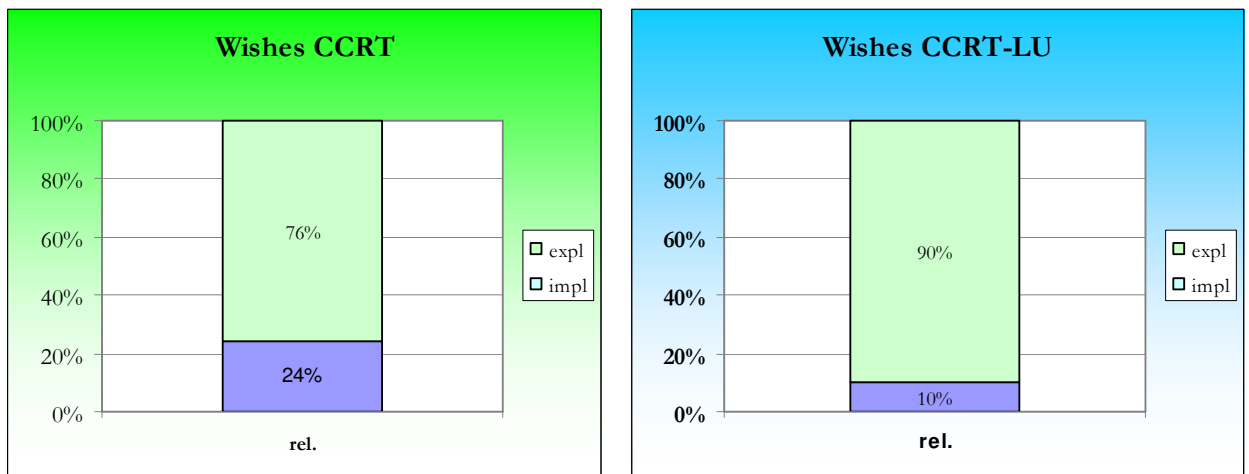 Wishes CCRT
100%
80%
60%
40%
20%
0%
76%
24%
rel.
expl
impl
Wishes CCRT-LU
100%
80%
60%
40%
20%
0%
90%
10%
rel.
expl
impl